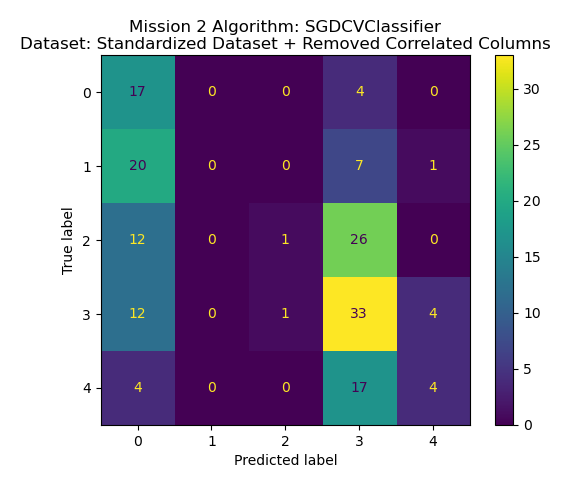 Mission 2 Algorithm: SGDCVClassifier
Dataset: Standardized Dataset + Removed Correlated Columns
0 17 0 0 4 0
1 20 0 0 7 1
2 12 0 1 26 0
3 12 0 1 33 4
4 4 0 0 17 4
0 1 2 3 4
True label
Predicted label
30
25
20
15
10
5
0